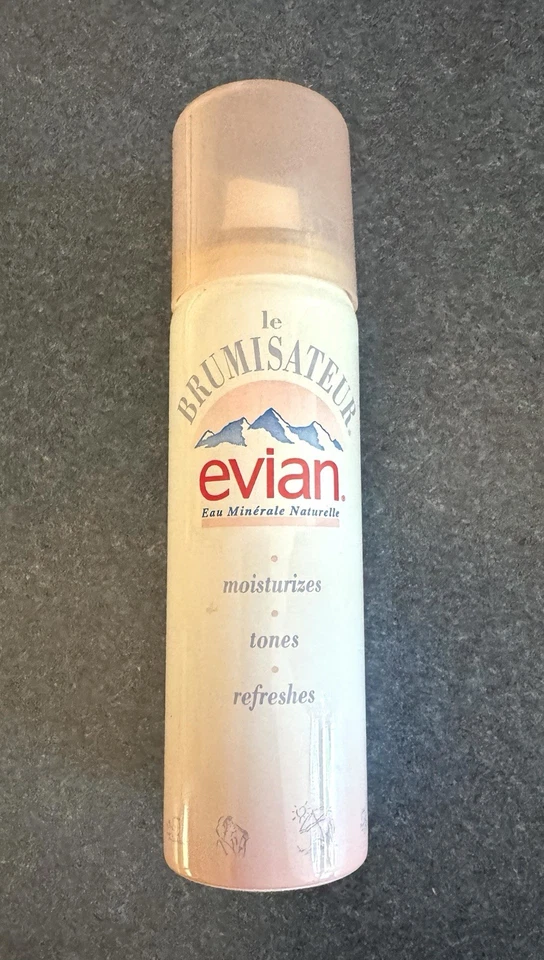 le
BRUMISATEUR®
evian®
Eau Minérale Naturelle
moisturizes
tones
refreshes